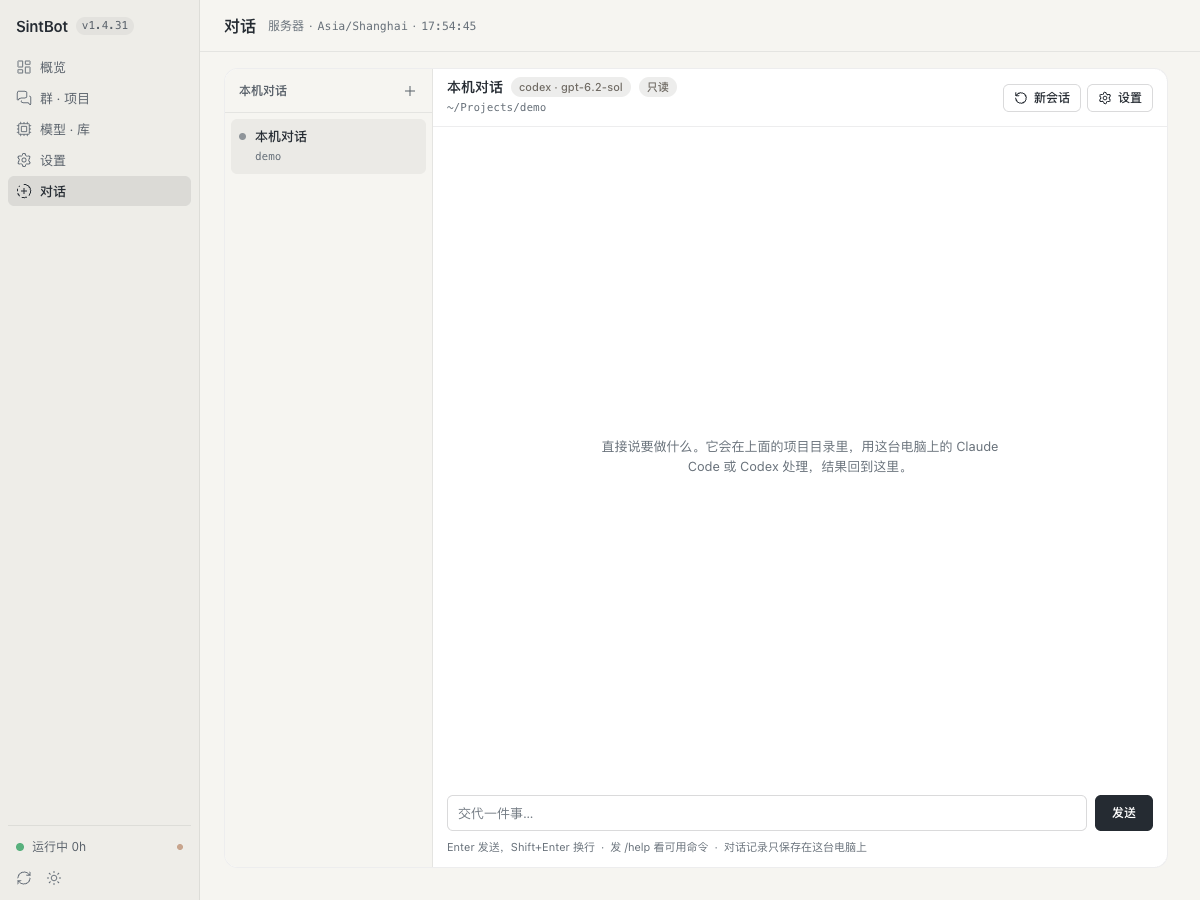 SintBot v1.4.31
概览
群 · 项目
模型 · 库
设置
对话
运行中 0h
对话 服务器 · Asia/Shanghai · 17:54:45
本机对话
本机对话
demo
本机对话 codex · gpt-6.2-sol 只读
~/Projects/demo
新会话 设置
直接说要做什么。它会在上面的项目目录里，用这台电脑上的 Claude
Code 或 Codex 处理，结果回到这里。
交代一件事…
发送
Enter 发送，Shift+Enter 换行 · 发 /help 看可用命令 · 对话记录只保存在这台电脑上